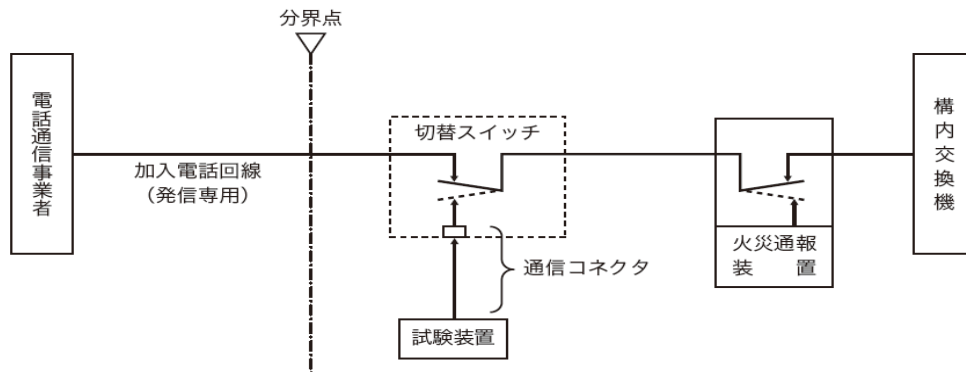 分界点
電話通信事業者
切替スイッチ
加入電話回線
（発信専用）
構内交換機
火災通報
装　　置
通信コネクタ
試験装置